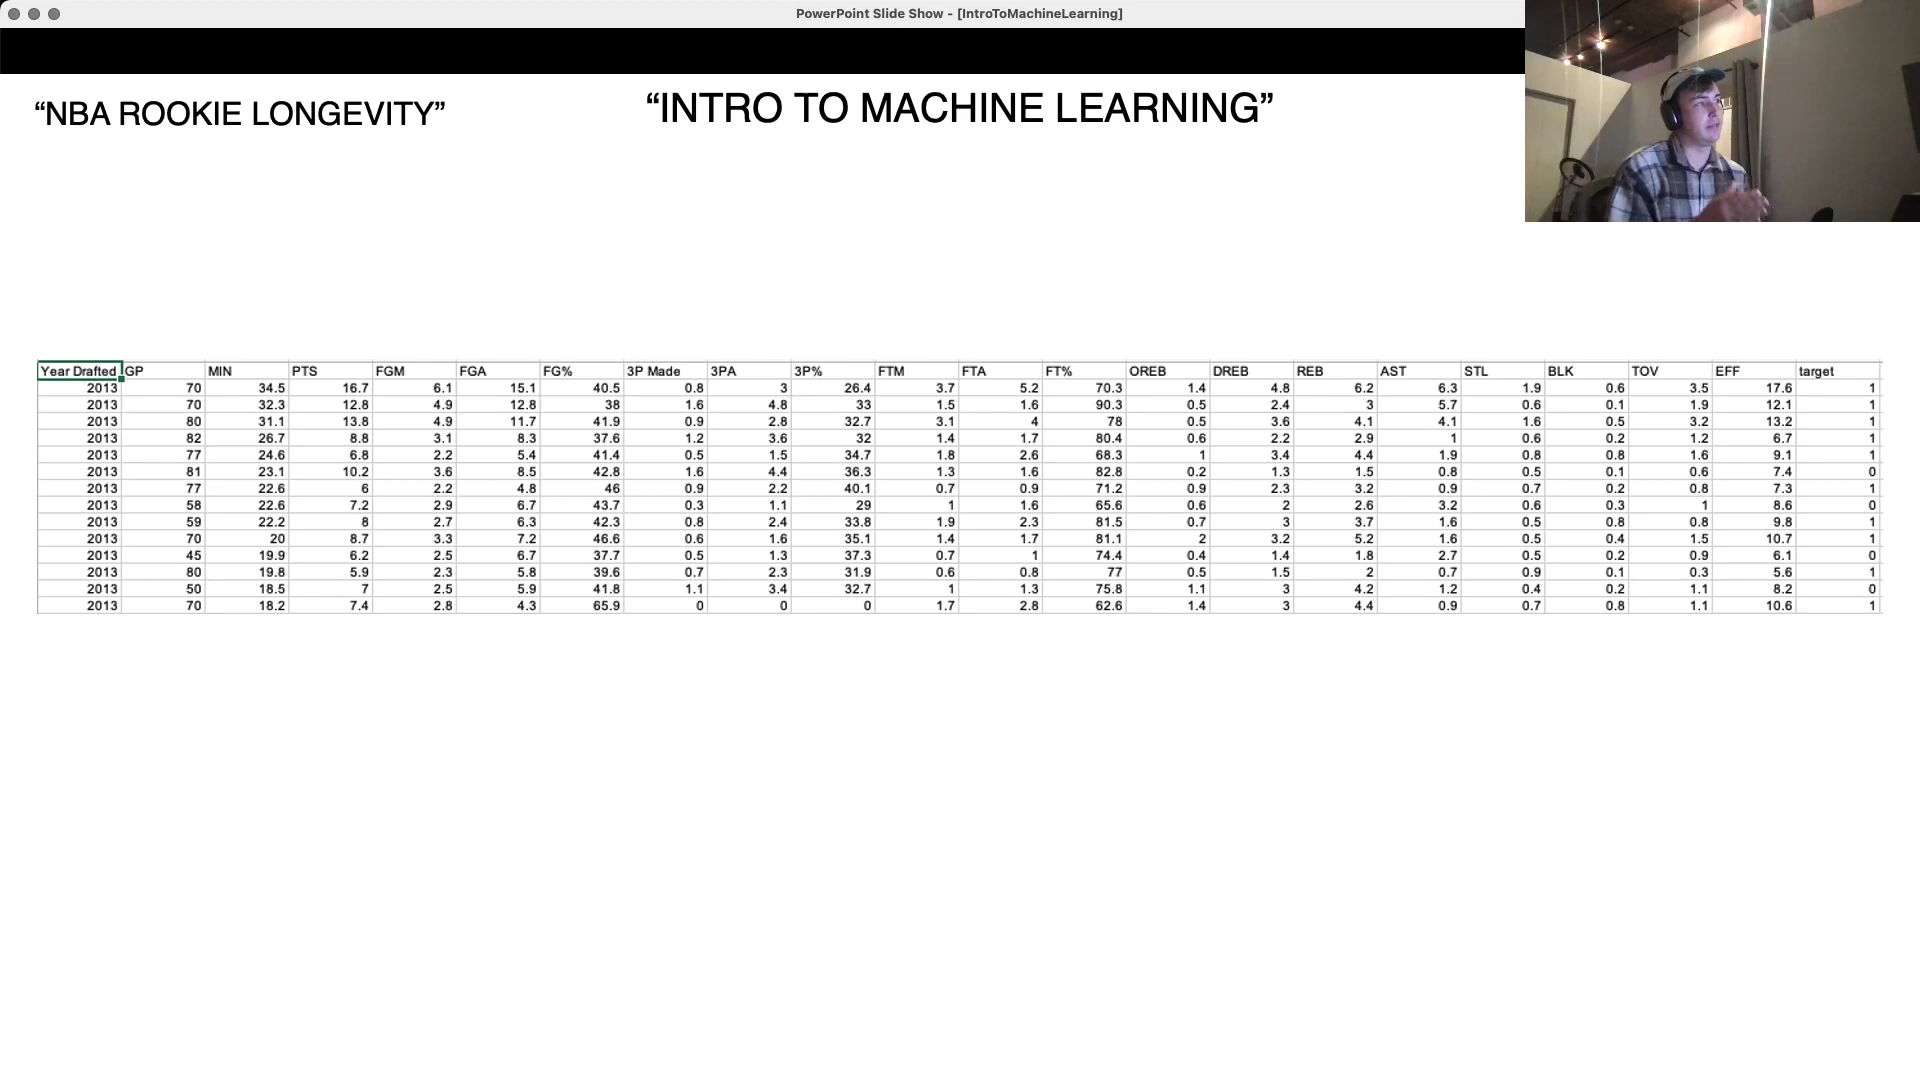 PowerPoint Slide Show - [IntroToMachineLearning]
“NBA ROOKIE LONGEVITY”
“INTRO TO MACHINE LEARNING”
Year Drafted GP MIN PTS FGM FGA FG% 3P Made 3PA 3P% FTM FTA FT% OREB DREB REB AST STL BLK TOV EFF target
2013 70 34.5 16.7 6.1 15.1 40.5 0.8 3 26.4 3.7 5.2 70.3 1.4 4.8 6.2 6.3 1.9 0.6 3.5 17.6 1
2013 70 32.3 12.8 4.9 12.8 38 1.6 4.8 33 1.5 1.6 90.3 0.5 2.4 3 5.7 0.6 0.1 1.9 12.1 1
2013 80 31.1 13.8 4.9 11.7 41.9 0.9 2.8 32.7 3.1 4 78 0.5 3.6 4.1 4.1 1.6 0.5 3.2 13.2 1
2013 82 26.7 8.8 3.1 8.3 37.6 1.2 3.6 32 1.4 1.7 80.4 0.6 2.2 2.9 1 0.6 0.2 1.2 6.7 1
2013 77 24.6 6.8 2.2 5.4 41.4 0.5 1.5 34.7 1.8 2.6 68.3 1 3.4 4.4 1.9 0.8 0.8 1.6 9.1 1
2013 81 23.1 10.2 3.6 8.5 42.8 1.6 4.4 36.3 1.3 1.6 82.8 0.2 1.3 1.5 0.8 0.5 0.1 0.6 7.4 0
2013 77 22.6 6 2.2 4.8 46 0.9 2.2 40.1 0.7 0.9 71.2 0.9 2.3 3.2 0.9 0.7 0.2 0.8 7.3 1
2013 58 22.6 7.2 2.9 6.7 43.7 0.3 1.1 29 1 1.6 65.6 0.6 2 2.6 3.2 0.6 0.3 1 8.6 0
2013 59 22.2 8 2.7 6.3 42.3 0.8 2.4 33.8 1.9 2.3 81.5 0.7 3 3.7 1.6 0.5 0.8 0.8 9.8 1
2013 70 20 8.7 3.3 7.2 46.6 0.6 1.6 35.1 1.4 1.7 81.1 2 3.2 5.2 1.6 0.5 0.4 1.5 10.7 1
2013 45 19.9 6.2 2.5 6.7 37.7 0.5 1.3 37.3 0.7 1 74.4 0.4 1.4 1.8 2.7 0.5 0.2 0.9 6.1 0
2013 80 19.8 5.9 2.3 5.8 39.6 0.7 2.3 31.9 0.6 0.8 77 0.5 1.5 2 0.7 0.9 0.1 0.3 5.6 1
2013 50 18.5 7 2.5 5.9 41.8 1.1 3.4 32.7 1 1.3 75.8 1.1 3 4.2 1.2 0.4 0.2 1.1 8.2 0
2013 70 18.2 7.4 2.8 4.3 65.9 0 0 0 1.7 2.8 62.6 1.4 3 4.4 0.9 0.7 0.8 1.1 10.6 1